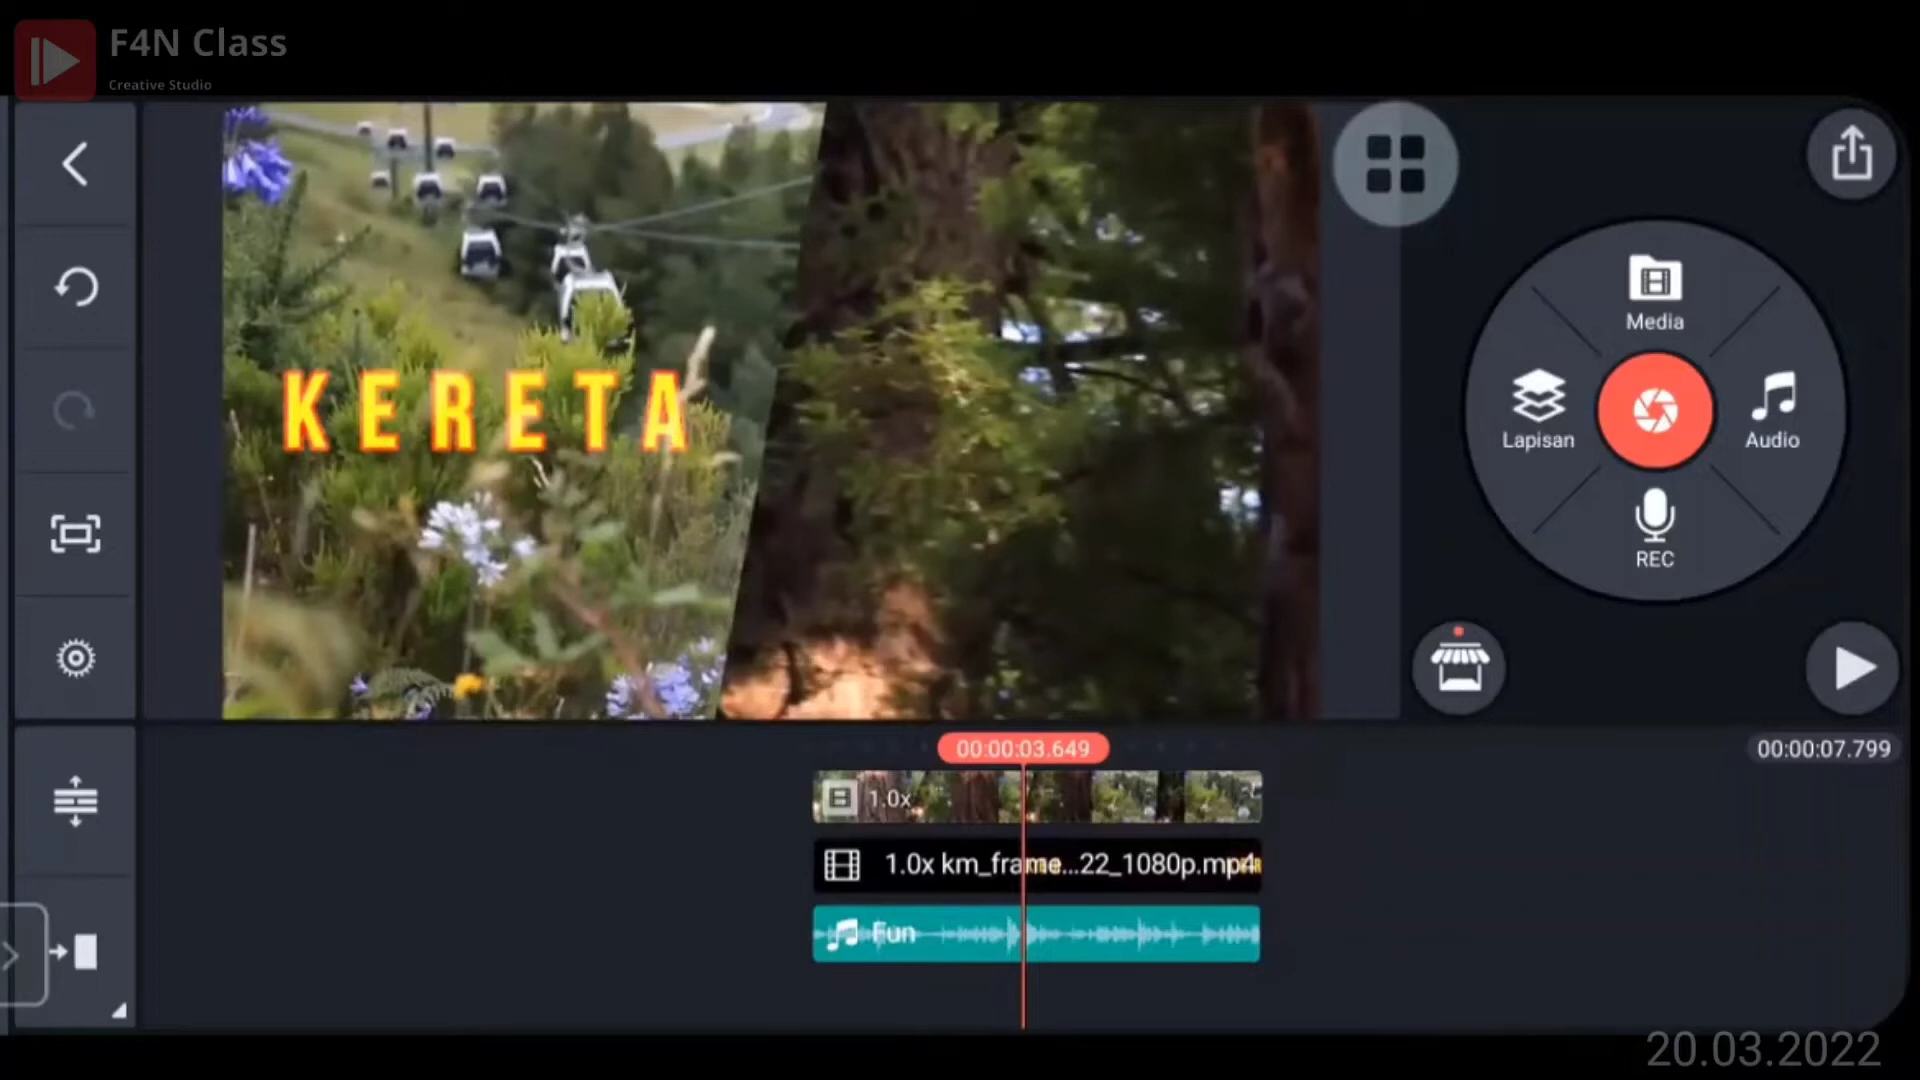 F4N Class
Creative Studio
KERETA
Media
Lapisan
Audio
REC
00:00:03.649
00:00:07.799
1.0x
1.0x km_frame...22_1080p.mp4
Fun
20.03.2022